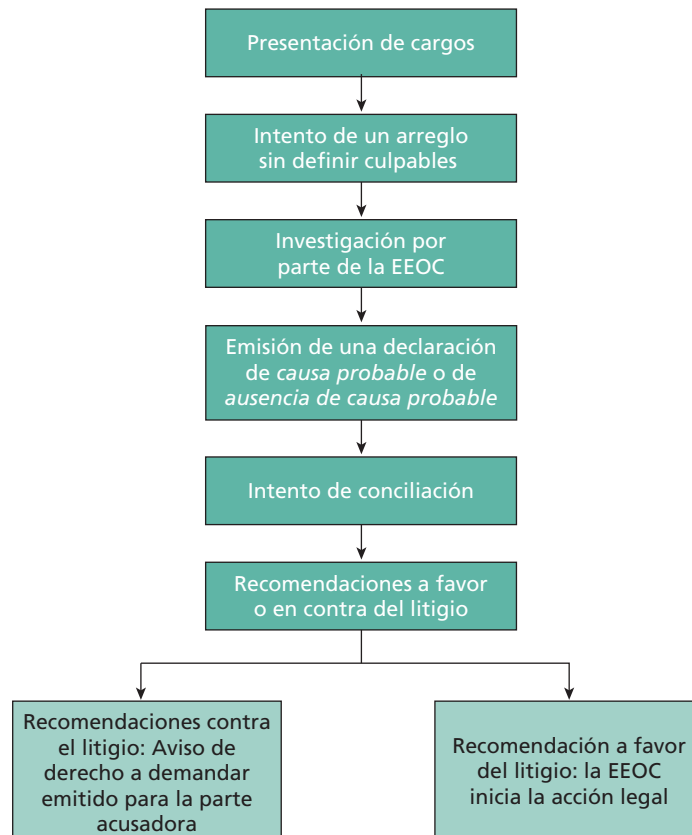 Presentación de cargos
Intento de un arreglo
sin definir culpables
Investigación por
parte de la EEOC
Emisión de una declaración
de causa probable o de
ausencia de causa probable
Intento de conciliación
Recomendaciones a favor
o en contra del litigio
Recomendaciones contra
el litigio: Aviso de
derecho a demandar
emitido para la parte
acusadora
Recomendación a favor
del litigio: la EEOC
inicia la acción legal